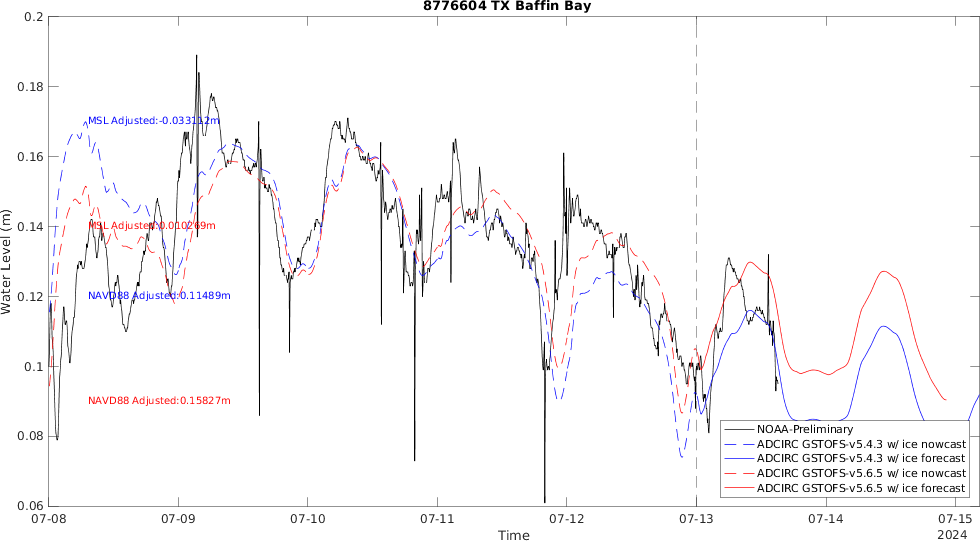 8776604 TX Baffin Bay
0.2
0.18
0.16
0.14
0.12
0.1
0.08
0.06
Water Level (m)
MSL Adjusted:-0.033112m
MSL Adjusted:0.010269m
NAVD88 Adjusted:0.11489m
NAVD88 Adjusted:0.15827m
NOAA-Preliminary
ADCIRC GSTOFS-v5.4.3 w/ ice nowcast
ADCIRC GSTOFS-v5.4.3 w/ ice forecast
ADCIRC GSTOFS-v5.6.5 w/ ice nowcast
ADCIRC GSTOFS-v5.6.5 w/ ice forecast
07-08 07-09 07-10 07-11 07-12 07-13 07-14 07-15
Time
2024